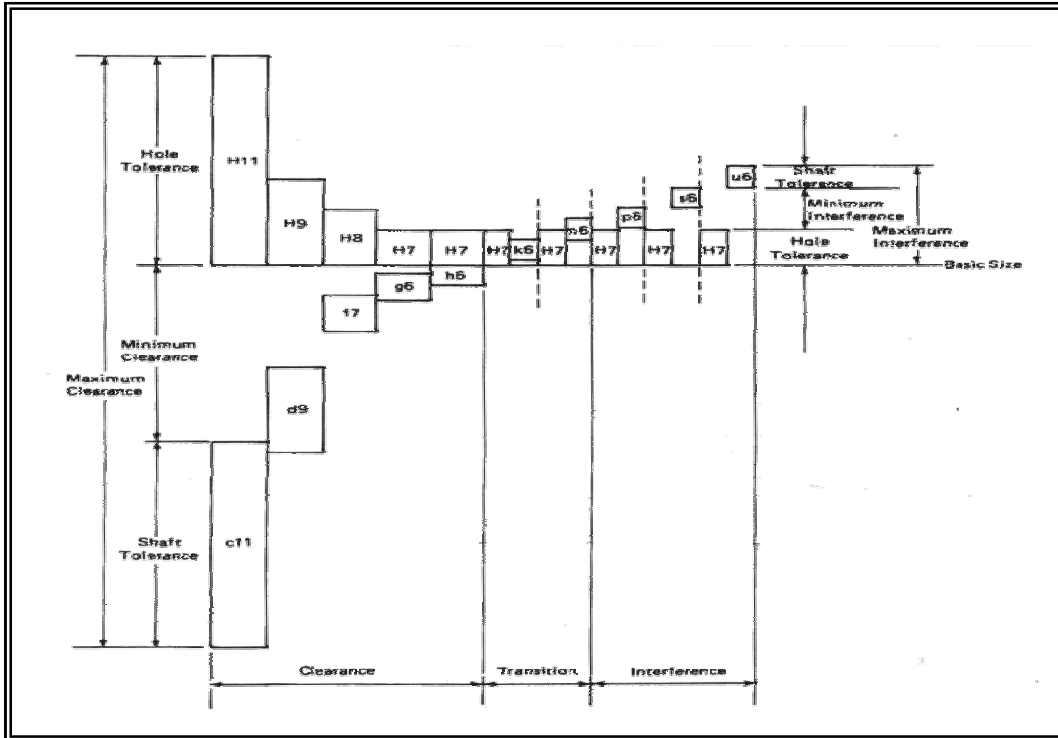 Hole
Tolerance
H11
H9
H8
H7
H7
H7
k6
H7
n6
H7
p6
H7
s6
H7
u6
Shaft
Tolerance
Minimum
Interference
Maximum
Interference
Hole
Tolerance
Basic Size
h6
g6
f7
Minimum
Clearance
Maximum
Clearance
d9
c11
Shaft
Tolerance
Clearance
Transition
Interference